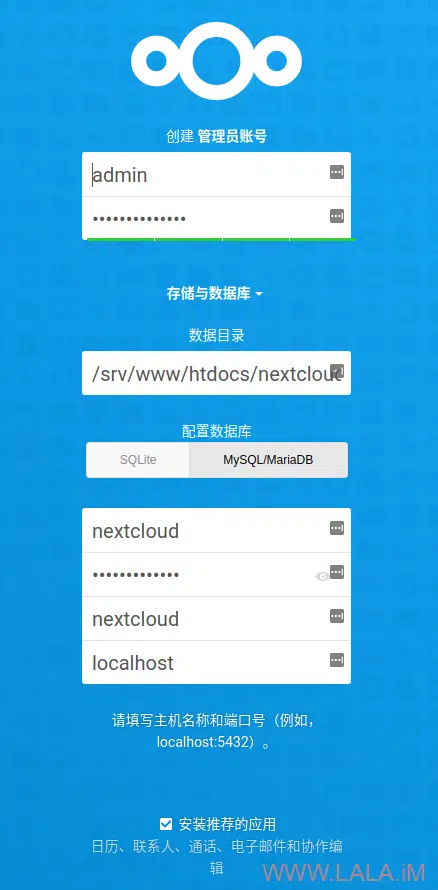 创建 管理员账号
admin
••••••••••••••
存储与数据库
数据目录
/srv/www/htdocs/nextclout
配置数据库
SQLite MySQL/MariaDB
nextcloud
•••••••••••••
nextcloud
localhost
请填写主机名称和端口号（例如，
localhost:5432）。
安装推荐的应用
日历、联系人、通话、电子邮件和协作编
辑
WWW.LALA.iM